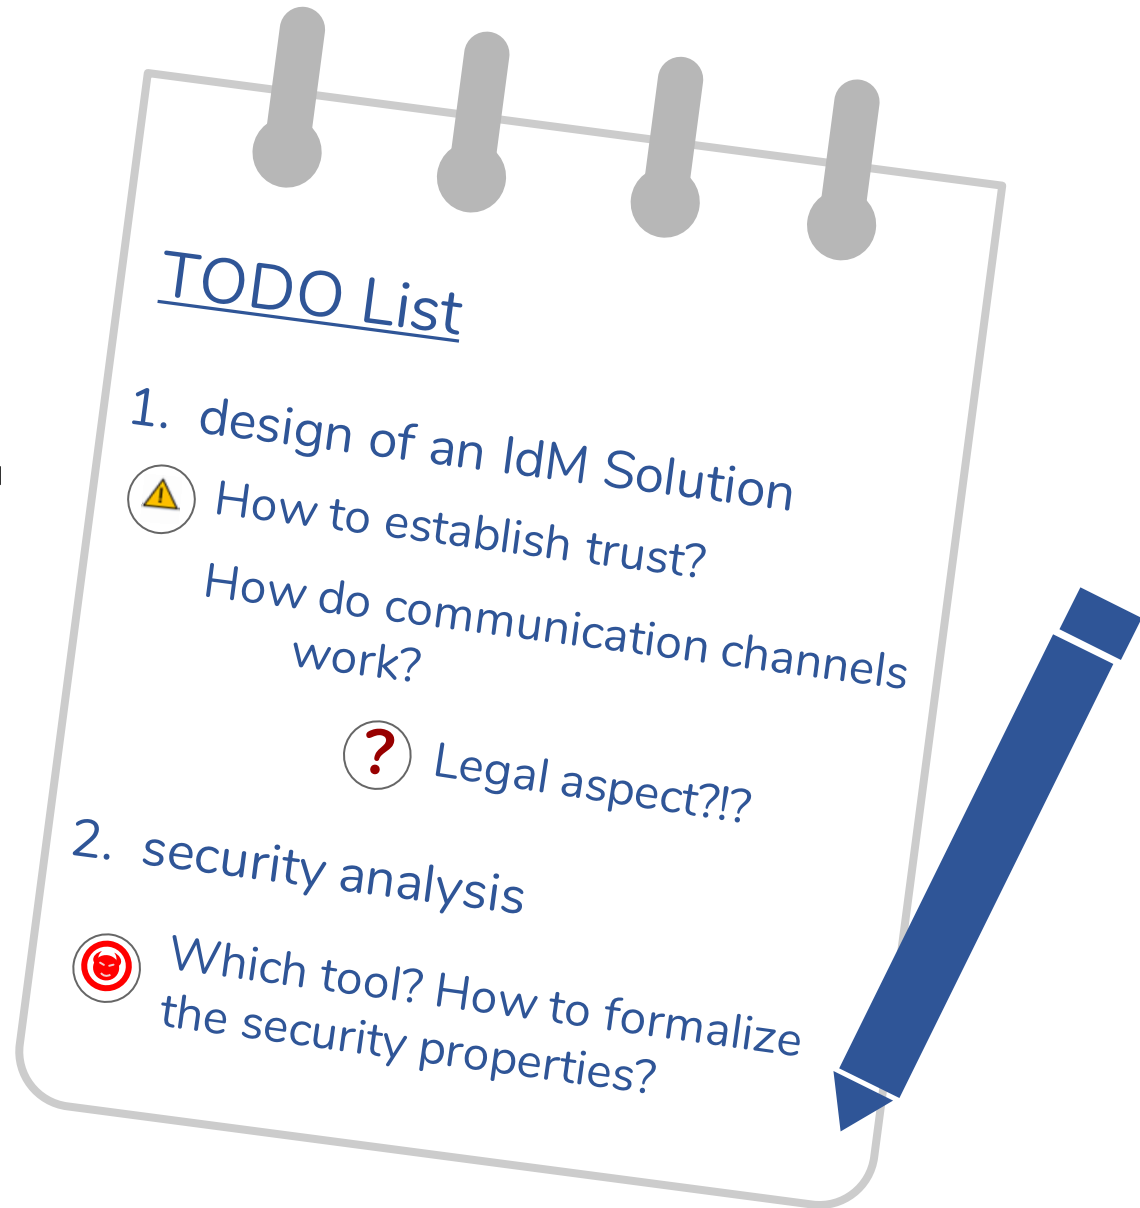 TODO List
1. design of an IdM Solution
How to establish trust?
How do communication channels
work?
? Legal aspect?!?
2. security analysis
Which tool? How to formalize
the security properties?